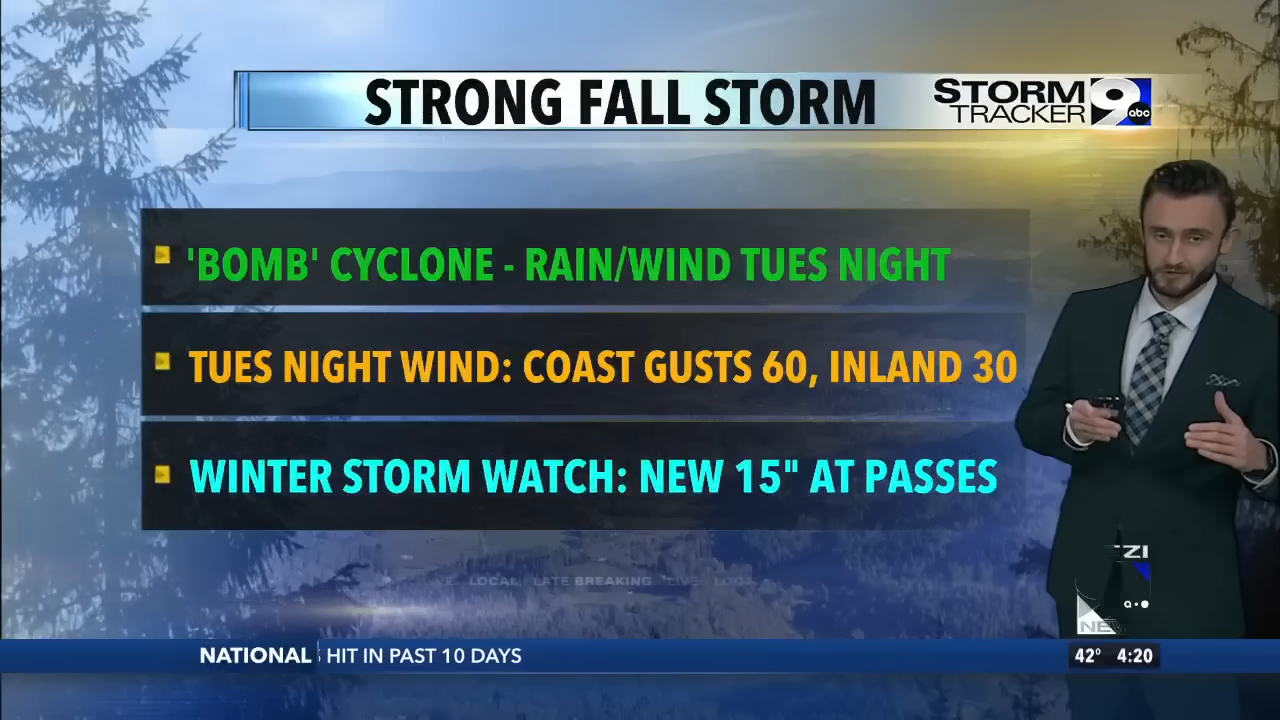 STRONG FALL STORM
STORM
TRACKER 9 abc
'BOMB' CYCLONE - RAIN/WIND TUES NIGHT
TUES NIGHT WIND: COAST GUSTS 60, INLAND 30
WINTER STORM WATCH: NEW 15" AT PASSES
LOCAL LATE BREAKING LIVE
NATIONAL HIT IN PAST 10 DAYS
42° 4:20